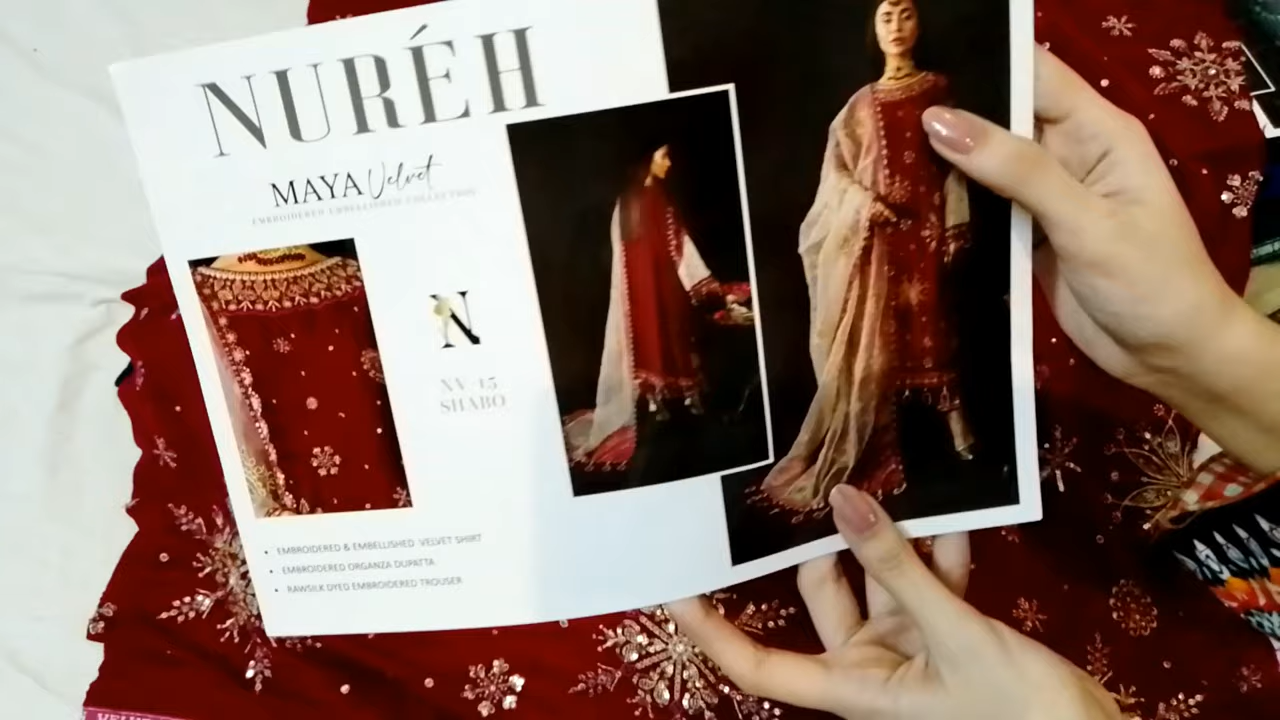 NURÉH
MAYA Velvet
EMBROIDERED EMBELLISHED COLLECTION
N
NV-15
SHABO
• EMBROIDERED & EMBELLISHED VELVET SHIRT
• EMBROIDERED ORGANZA DUPATTA
• RAWSILK DYED EMBROIDERED TROUSER